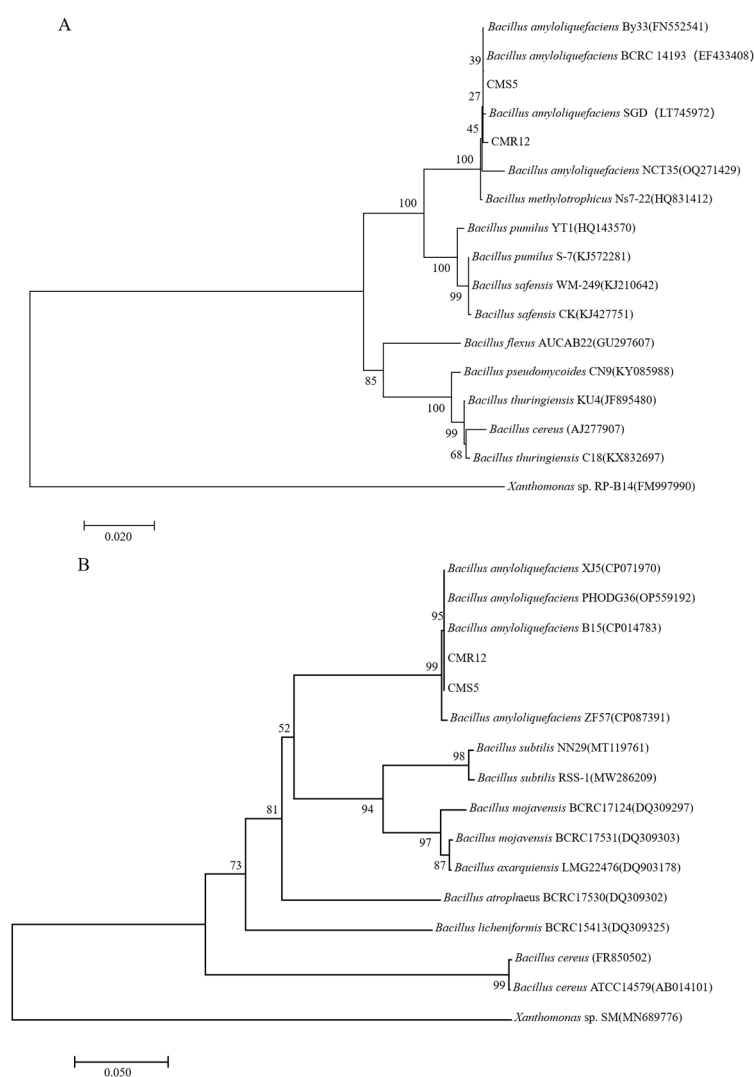 A
Bacillus amyloliquefaciens By33(FN552541)
Bacillus amyloliquefaciens BCRC 14193 (EF433408)
39
CMS5
27
Bacillus amyloliquefaciens SGD (LT745972)
45
CMR12
100
Bacillus amyloliquefaciens NCT35(OQ271429)
Bacillus methylotrophicus Ns7-22(HQ831412)
100
Bacillus pumilus YT1(HQ143570)
Bacillus pumilus S-7(KJ572281)
100
Bacillus safensis WM-249(KJ210642)
99
Bacillus safensis CK(KJ427751)
Bacillus flexus AUCAB22(GU297607)
85
Bacillus pseudomycoides CN9(KY085988)
100
Bacillus thuringiensis KU4(JF895480)
Bacillus cereus (AJ277907)
99
68
Bacillus thuringiensis C18(KX832697)
Xanthomonas sp. RP-B14(FM997990)
0.020
B
Bacillus amyloliquefaciens XJ5(CP071970)
Bacillus amyloliquefaciens PHODG36(OP559192)
95
Bacillus amyloliquefaciens B15(CP014783)
CMR12
99
CMS5
Bacillus amyloliquefaciens ZF57(CP087391)
52
Bacillus subtilis NN29(MT119761)
98
Bacillus subtilis RSS-1(MW286209)
94
Bacillus mojavensis BCRC17124(DQ309297)
81
Bacillus mojavensis BCRC17531(DQ309303)
97
87
Bacillus axarquiensis LMG22476(DQ903178)
73
Bacillus atrophaeus BCRC17530(DQ309302)
Bacillus licheniformis BCRC15413(DQ309325)
Bacillus cereus (FR850502)
99
Bacillus cereus ATCC14579(AB014101)
Xanthomonas sp. SM(MN689776)
0.050